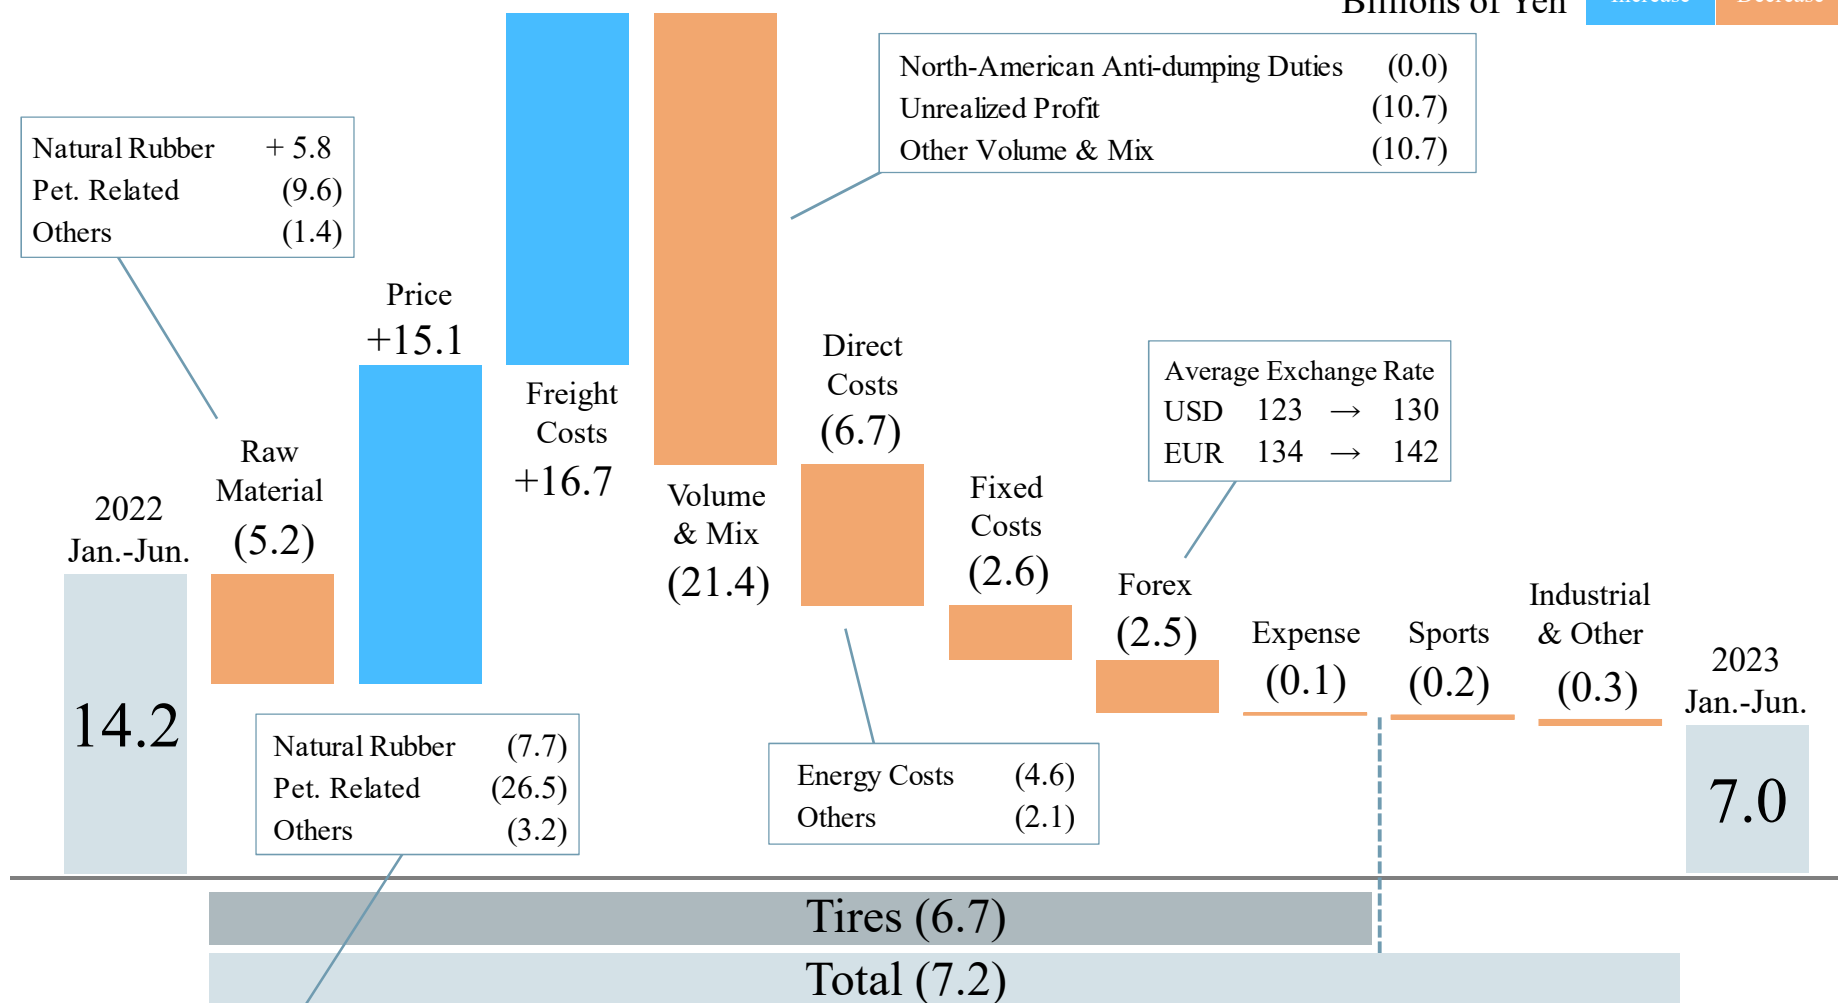 Billions of Yen
Increase
Decrease
North-American Anti-dumping Duties (0.0)
Unrealized Profit (10.7)
Other Volume & Mix (10.7)
Natural Rubber + 5.8
Pet. Related (9.6)
Others (1.4)
Price
+15.1
Freight
Costs
+16.7
Direct
Costs
(6.7)
Average Exchange Rate
USD 123 → 130
EUR 134 → 142
Raw
Material
(5.2)
2022
Jan.-Jun.
14.2
Volume
& Mix
(21.4)
Fixed
Costs
(2.6)
Forex
(2.5)
Expense
(0.1)
Sports
(0.2)
Industrial
& Other
(0.3)
2023
Jan.-Jun.
7.0
Natural Rubber (7.7)
Pet. Related (26.5)
Others (3.2)
Energy Costs (4.6)
Others (2.1)
Tires (6.7)
Total (7.2)